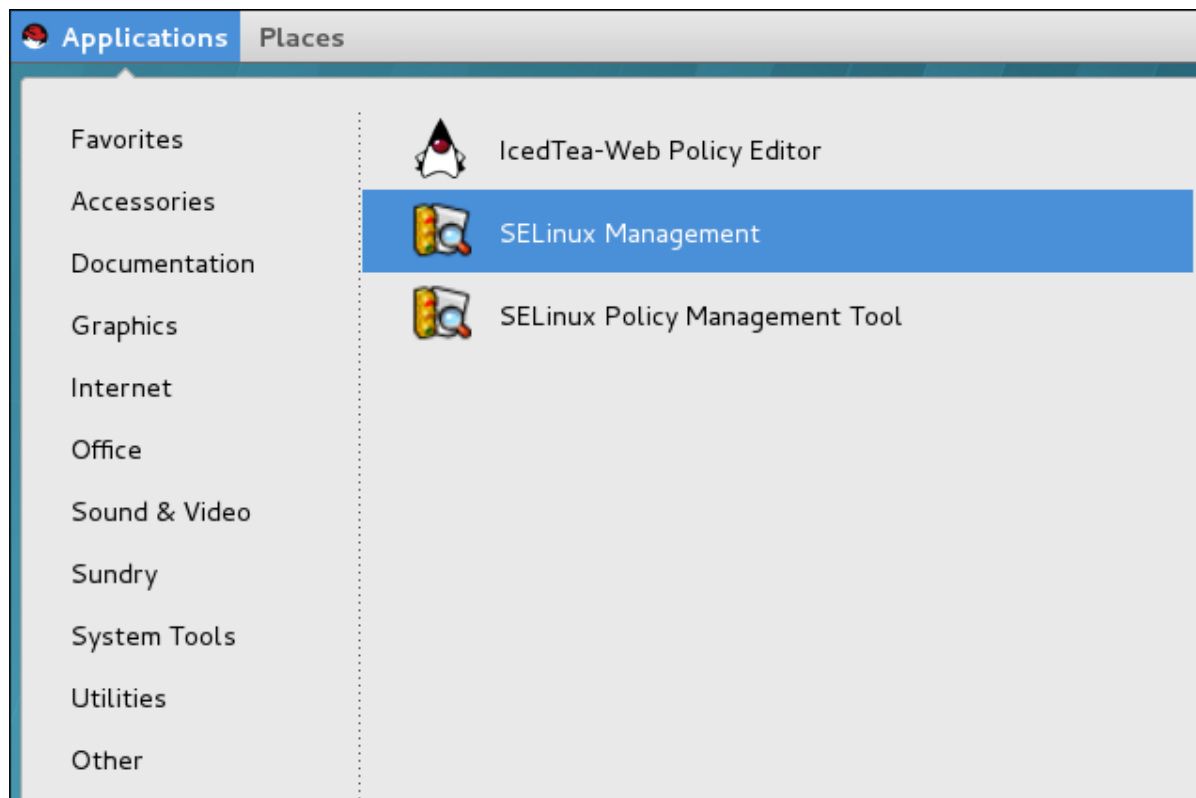 Applications Places
Favorites
Accessories
Documentation
Graphics
Internet
Office
Sound & Video
Sundry
System Tools
Utilities
Other
IcedTea-Web Policy Editor
SELinux Management
SELinux Policy Management Tool